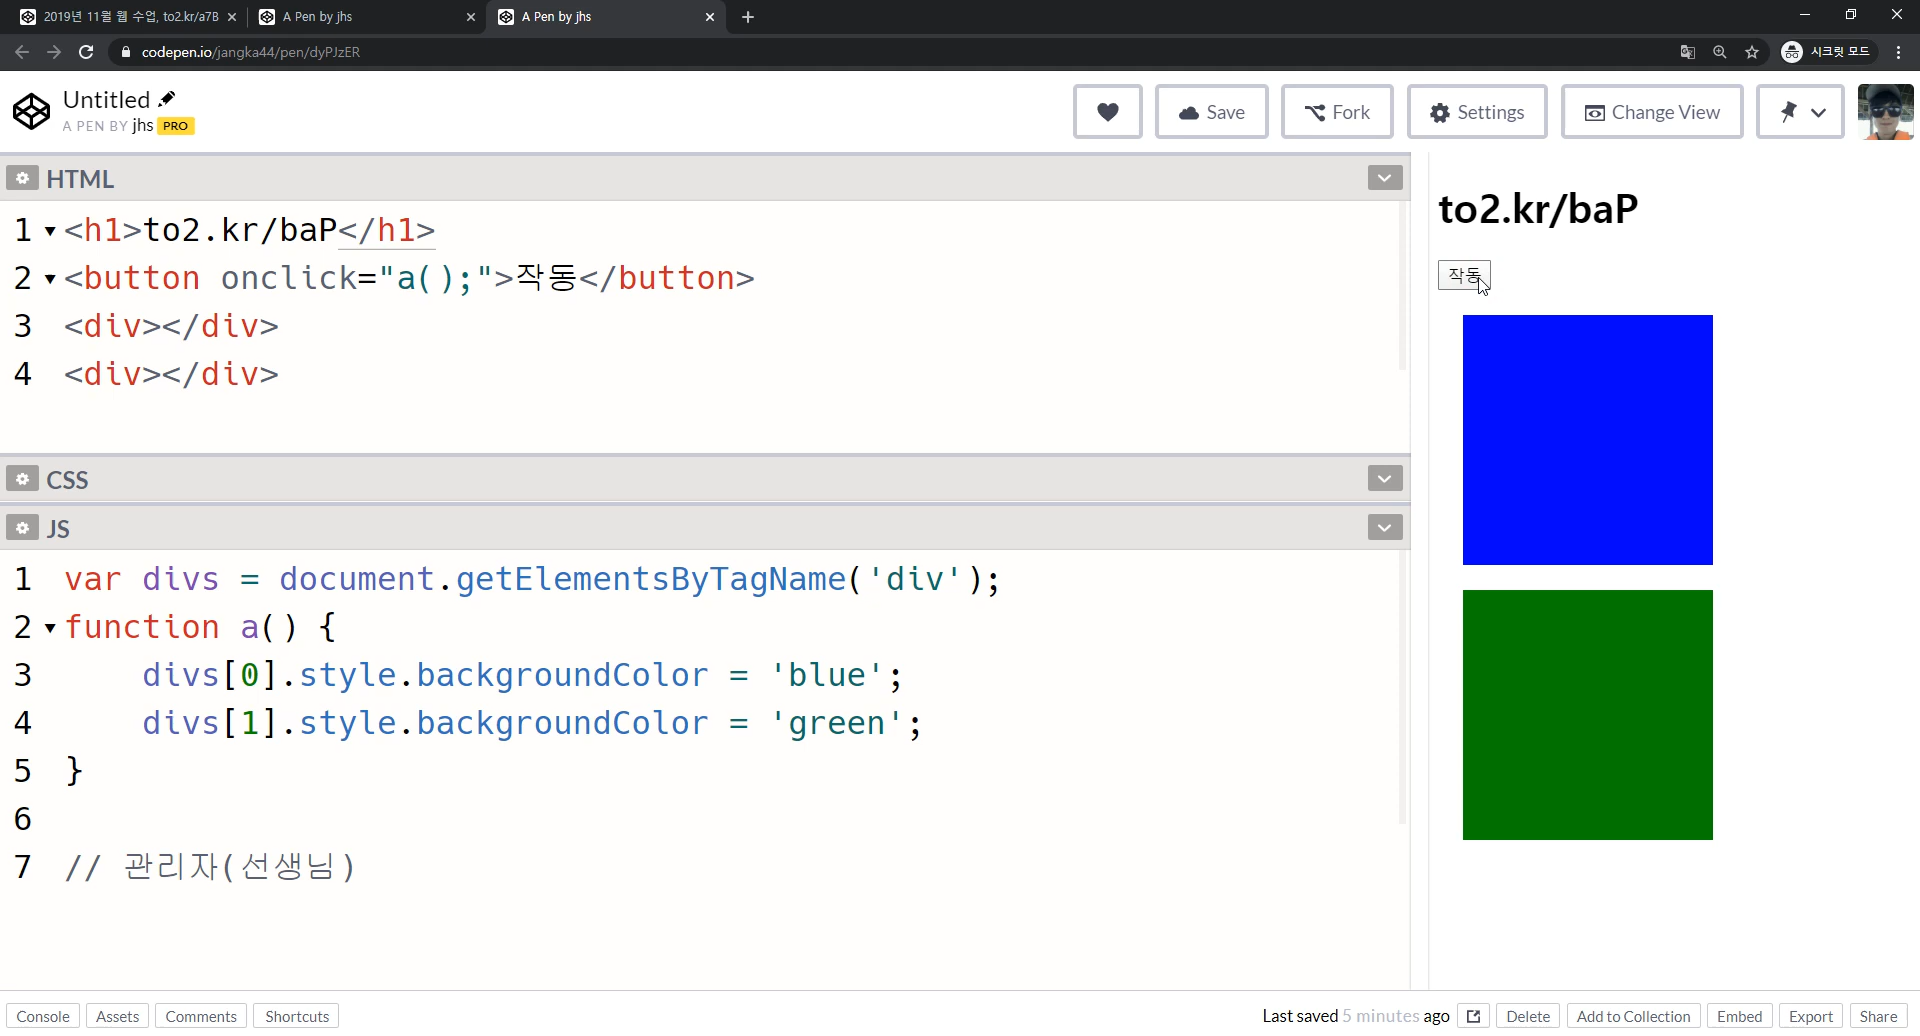 2019년 11월 웹 수업, to2.kr/a7B
A Pen by jhs
A Pen by jhs
codepen.io/jangka44/pen/dyPJzER
시크릿 모드
Untitled
A PEN BY jhs PRO
Save
Fork
Settings
Change View
HTML
1 <h1>to2.kr/baP</h1>
2 <button onclick="a();">작동</button>
3 <div></div>
4 <div></div>
CSS
JS
1 var divs = document.getElementsByTagName('div');
2 function a() {
3 divs[0].style.backgroundColor = 'blue';
4 divs[1].style.backgroundColor = 'green';
5 }
6
7 // 관리자(선생님)
to2.kr/baP
작동
Console
Assets
Comments
Shortcuts
Last saved 5 minutes ago
Delete
Add to Collection
Embed
Export
Share